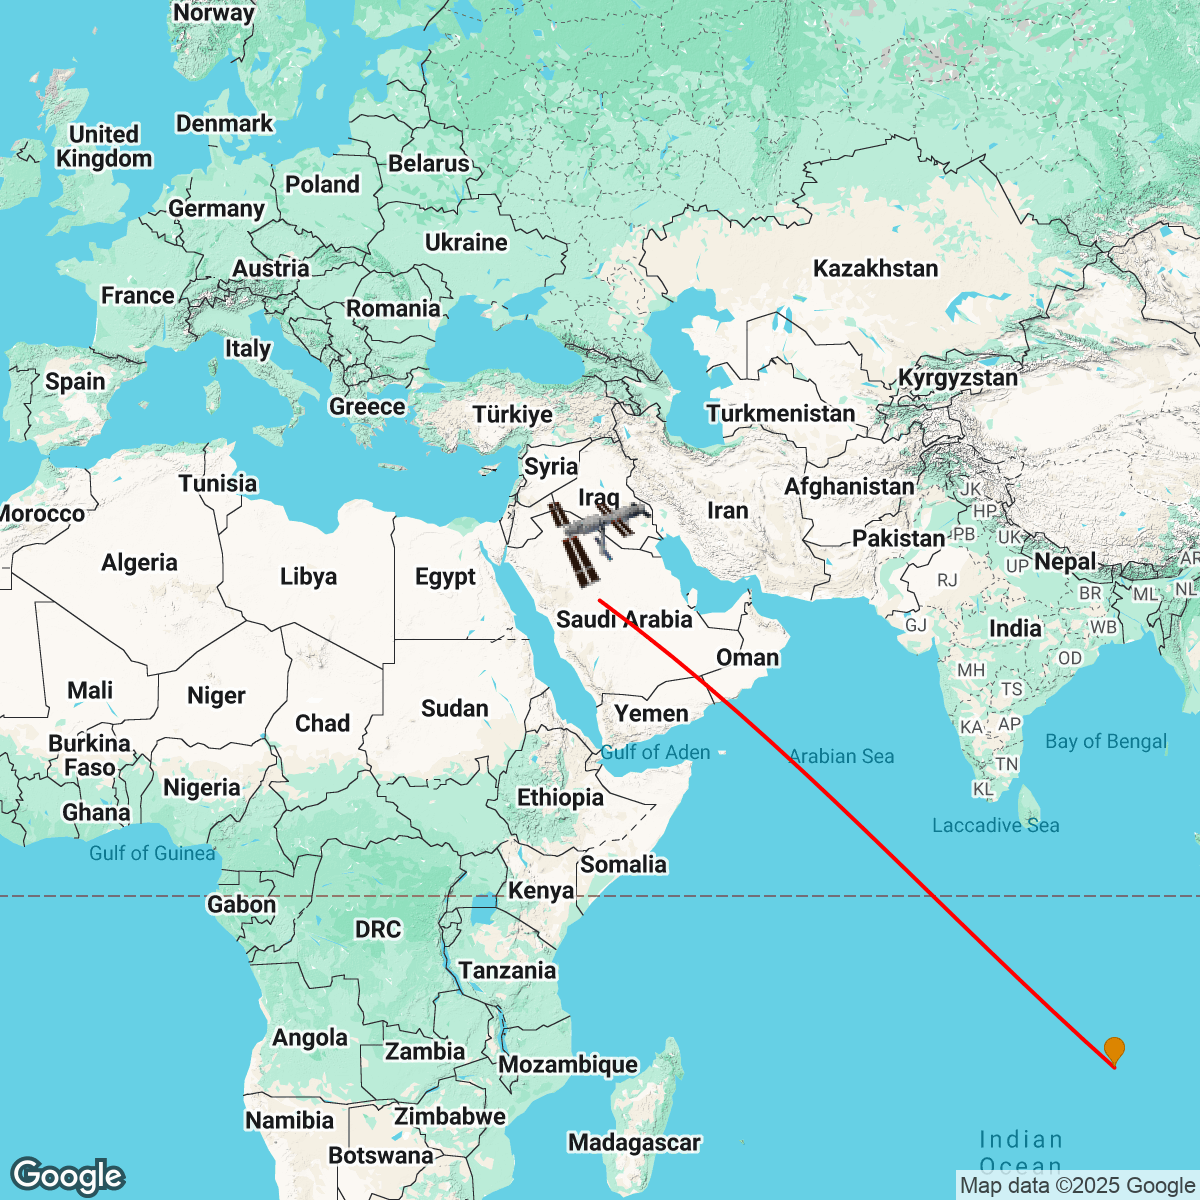 Norway
Denmark
United
Kingdom
Belarus
Poland
Germany
Ukraine
Austria
Kazakhstan
France
Romania
Italy
Spain
Kyrgyzstan
Greece
Türkiye
Turkmenistan
Syria
Tunisia
Afghanistan
JK
Iraq
Iran
HP
Morocco
PB
UK
Pakistan
Algeria
Libya
Egypt
UP
Nepal
AR
RJ
BR
ML
NL
Saudi Arabia
GJ
India
WB
Oman
OD
MH
Mali
Niger
TS
Sudan
Yemen
Chad
KA
AP
Burkina
Faso
Gulf of Aden
Arabian Sea
Bay of Bengal
TN
Nigeria
KL
Ethiopia
Ghana
Laccadive Sea
Gulf of Guinea
Somalia
Kenya
Gabon
DRC
Tanzania
Angola
Zambia
Mozambique
Namibia
Zimbabwe
Madagascar
Indian
Ocean
Botswana
Google
Map data ©2025 Google